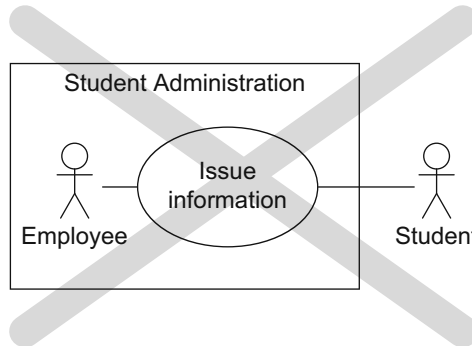 Student Administration
Issue
information
Employee
Student